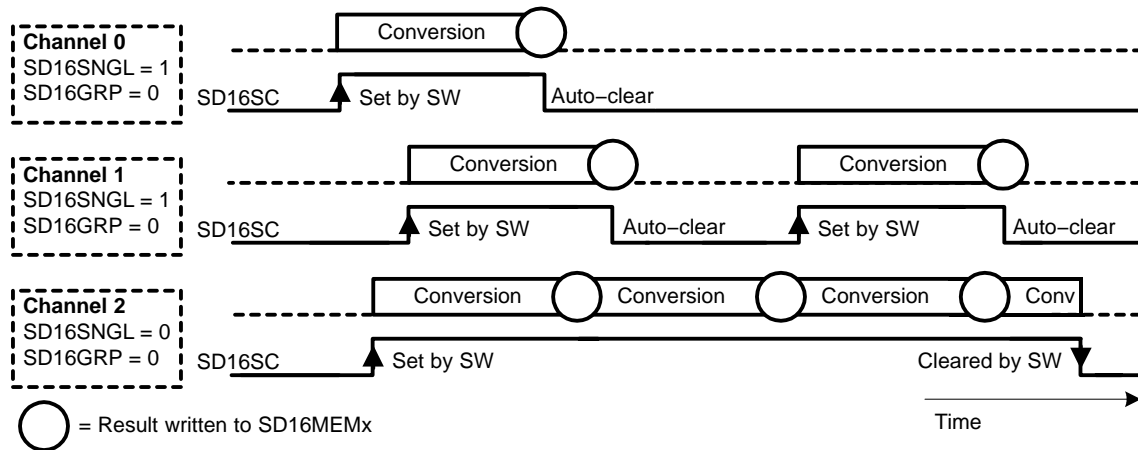 Channel 0
SD16SNGL = 1
SD16GRP = 0
Conversion
SD16SC
Set by SW
Auto−clear
Channel 1
SD16SNGL = 1
SD16GRP = 0
Conversion
Conversion
SD16SC
Set by SW
Auto−clear
Set by SW
Auto−clear
Channel 2
SD16SNGL = 0
SD16GRP = 0
Conversion
Conversion
Conversion
Conv
SD16SC
Set by SW
Cleared by SW
= Result written to SD16MEMx
Time